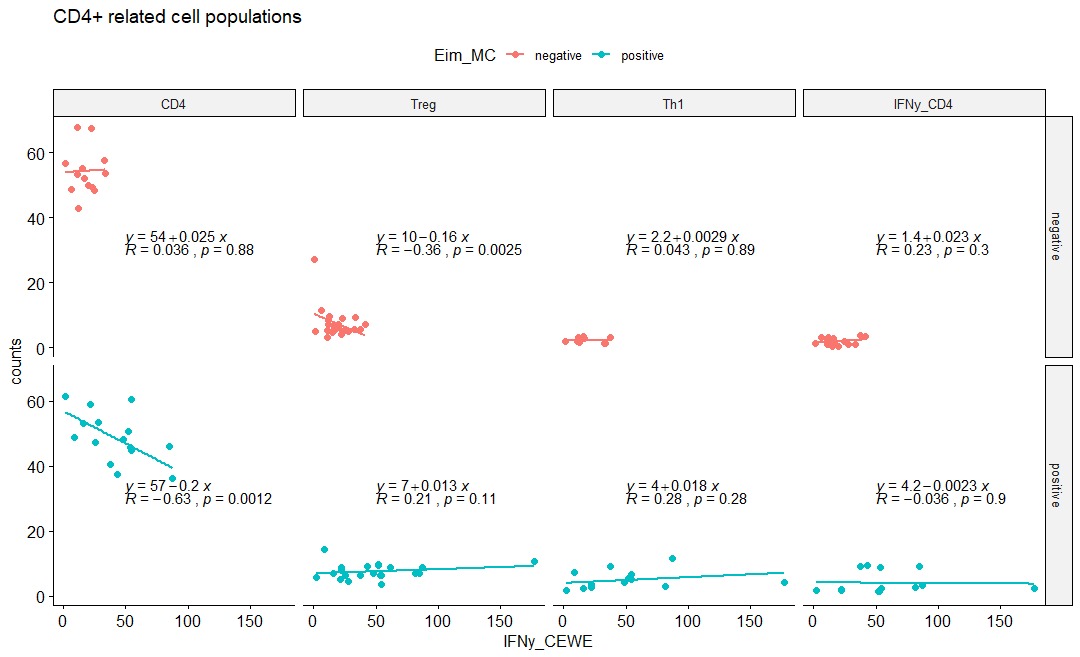 CD4+ related cell populations
Eim_MC negative positive
CD4 Treg Th1 IFNy_CD4
60
40
20
0
y = 54+0.025 x
R = 0.036 , p = 0.88
y = 10−0.16 x
R = −0.36 , p = 0.0025
y = 2.2+0.0029 x
R = 0.043 , p = 0.89
y = 1.4+0.023 x
R = 0.23 , p = 0.3
negative
counts
60
40
20
0
y = 57−0.2 x
R = −0.63 , p = 0.0012
y = 7+0.013 x
R = 0.21 , p = 0.11
y = 4+0.018 x
R = 0.28 , p = 0.28
y = 4.2−0.0023 x
R = −0.036 , p = 0.9
positive
0 50 100 150 0 50 100 150 0 50 100 150 0 50 100 150
IFNy_CEWE